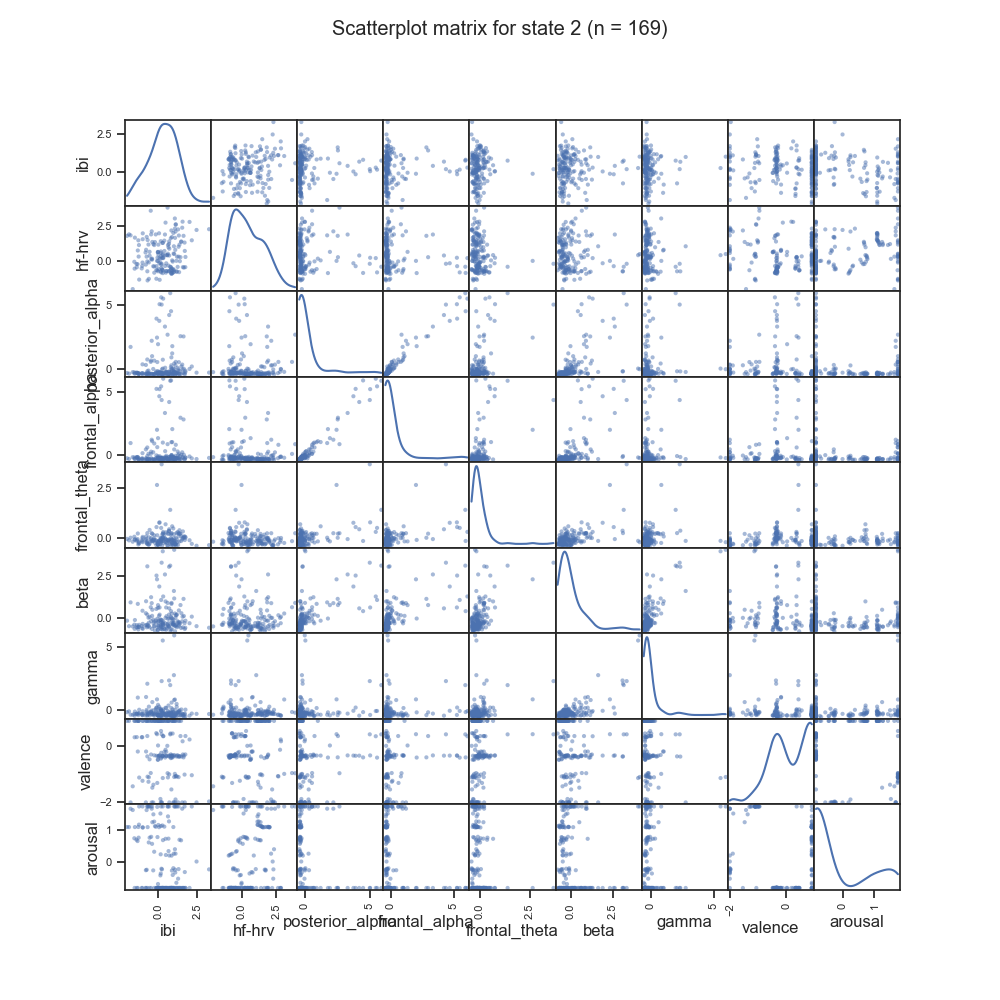 Scatterplot matrix for state 2 (n = 169)
ibi
2.5
0.0
hf-hrv
2.5
0.0
posterior_alpha
5
0
frontal_alpha
5
0
frontal_theta
2.5
0.0
beta
2.5
0.0
gamma
5
0
valence
0
−2
arousal
1
0
0.0 2.5 0.0 2.5 0 5 0 5 0.0 2.5 0.0 2.5 0 5 −2 0 0 1
ibi hf-hrv posterior_alpha frontal_alpha frontal_theta beta gamma valence arousal